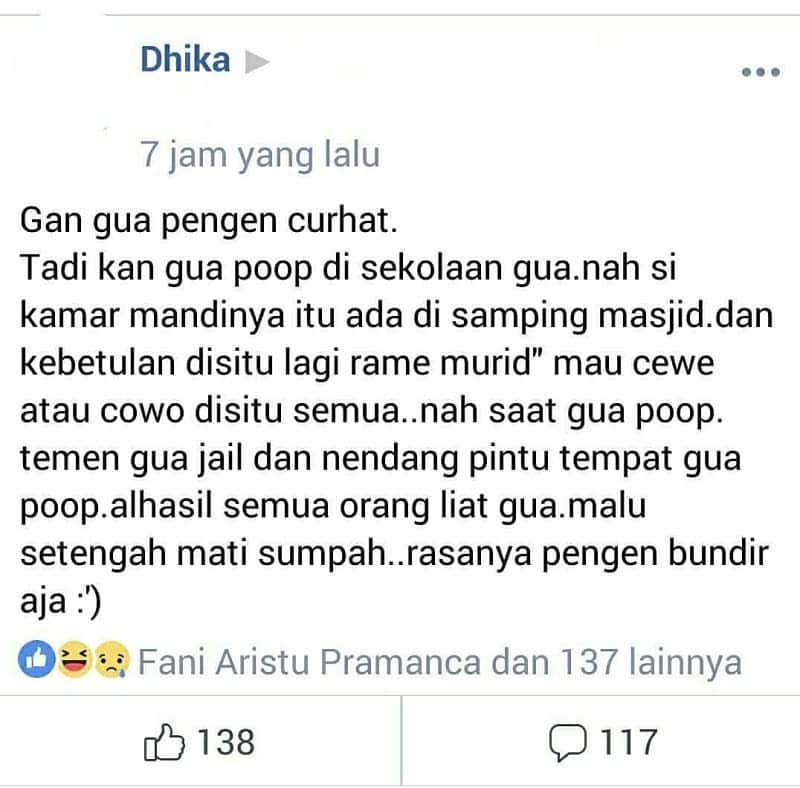 Dhika
7 jam yang lalu
Gan gua pengen curhat.
Tadi kan gua poop di sekolaan gua.nah si
kamar mandinya itu ada di samping masjid.dan
kebetulan disitu lagi rame murid" mau cewe
atau cowo disitu semua..nah saat gua poop.
temen gua jail dan nendang pintu tempat gua
poop.alhasil semua orang liat gua.malu
setengah mati sumpah..rasanya pengen bundir
aja :')
Fani Aristu Pramanca dan 137 lainnya
138
117